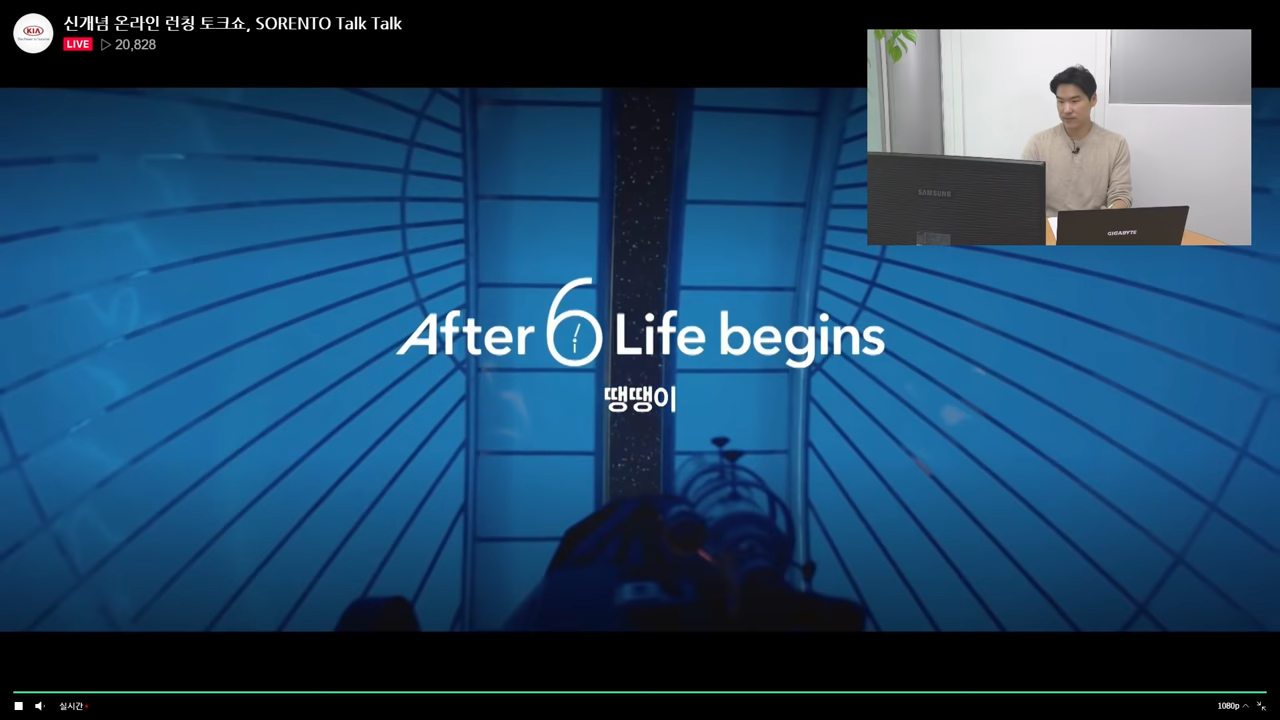 신개념 온라인 런칭 토크쇼, SORENTO Talk Talk
KIA
LIVE 20,828
SAMSUNG
GIGABYTE
After 6 Life begins
땡땡이
실시간
1080p